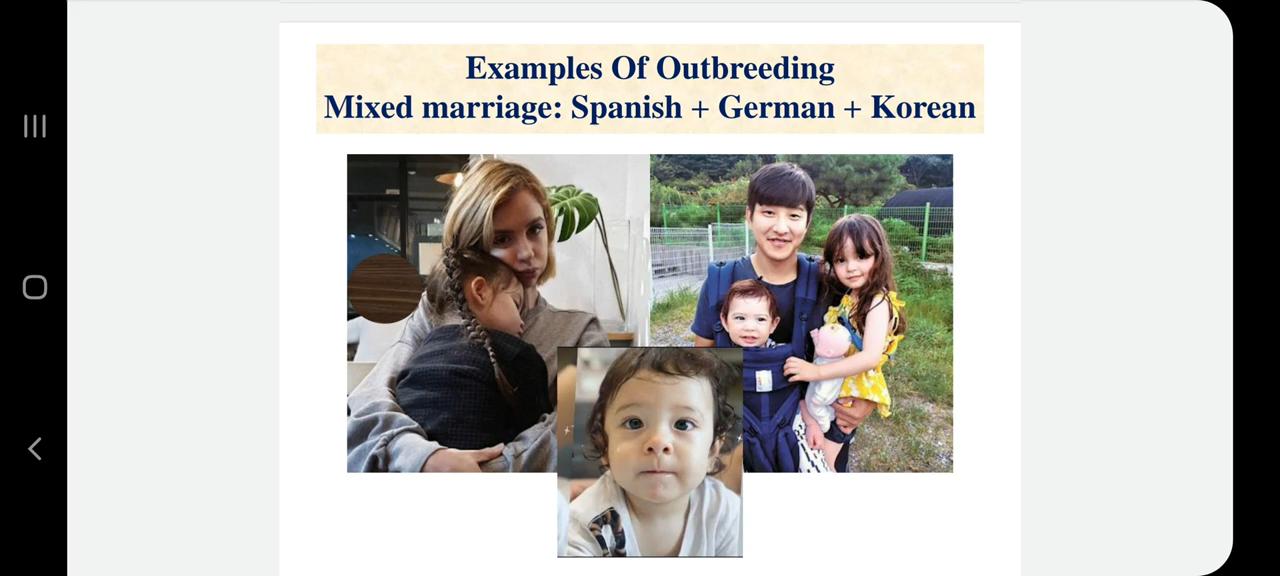 Examples Of Outbreeding
Mixed marriage: Spanish + German + Korean